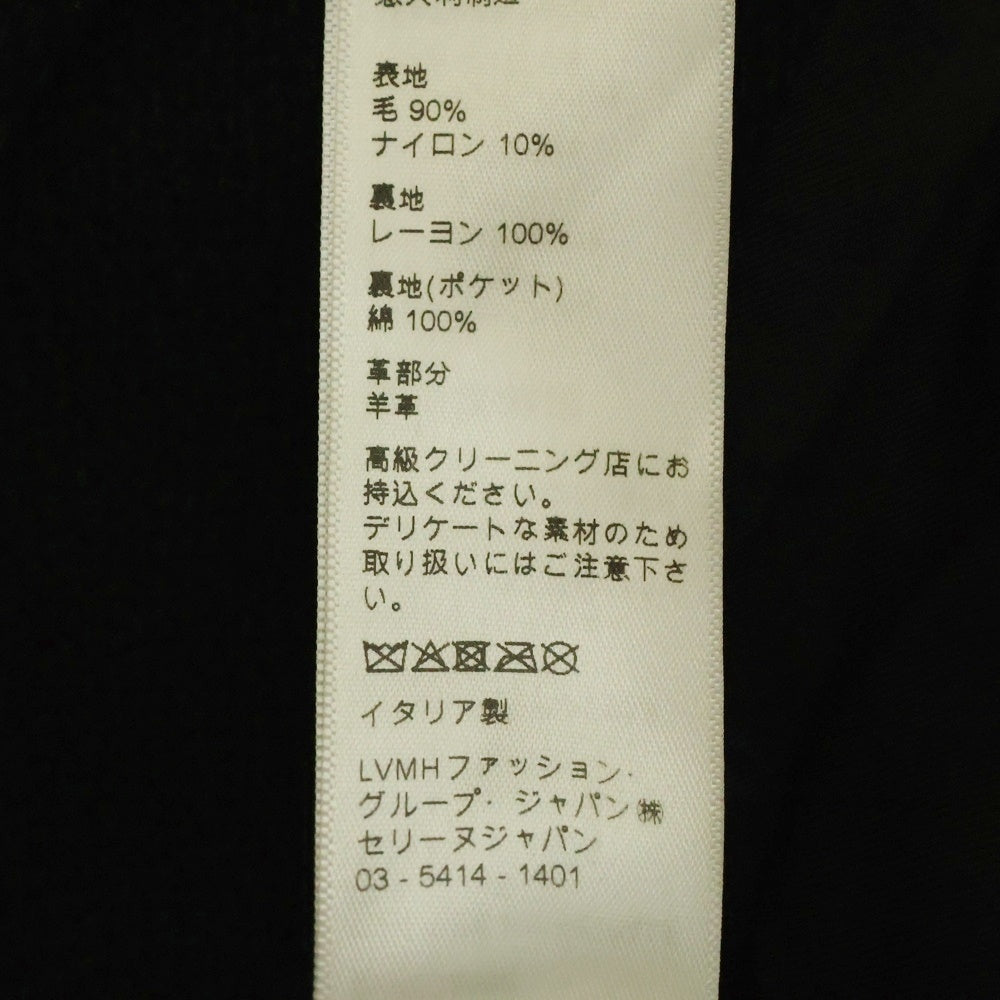 意大利制造
表地
毛 90%
ナイロン 10%
裏地
レーヨン 100%
裏地(ポケット)
綿 100%
革部分
羊革
高級クリーニング店にお
持込ください。
デリケートな素材のため
取り扱いにはご注意下さ
い。
イタリア製
LVMHファッション・
グループ・ジャパン㈱
セリーヌジャパン
03 - 5414 - 1401